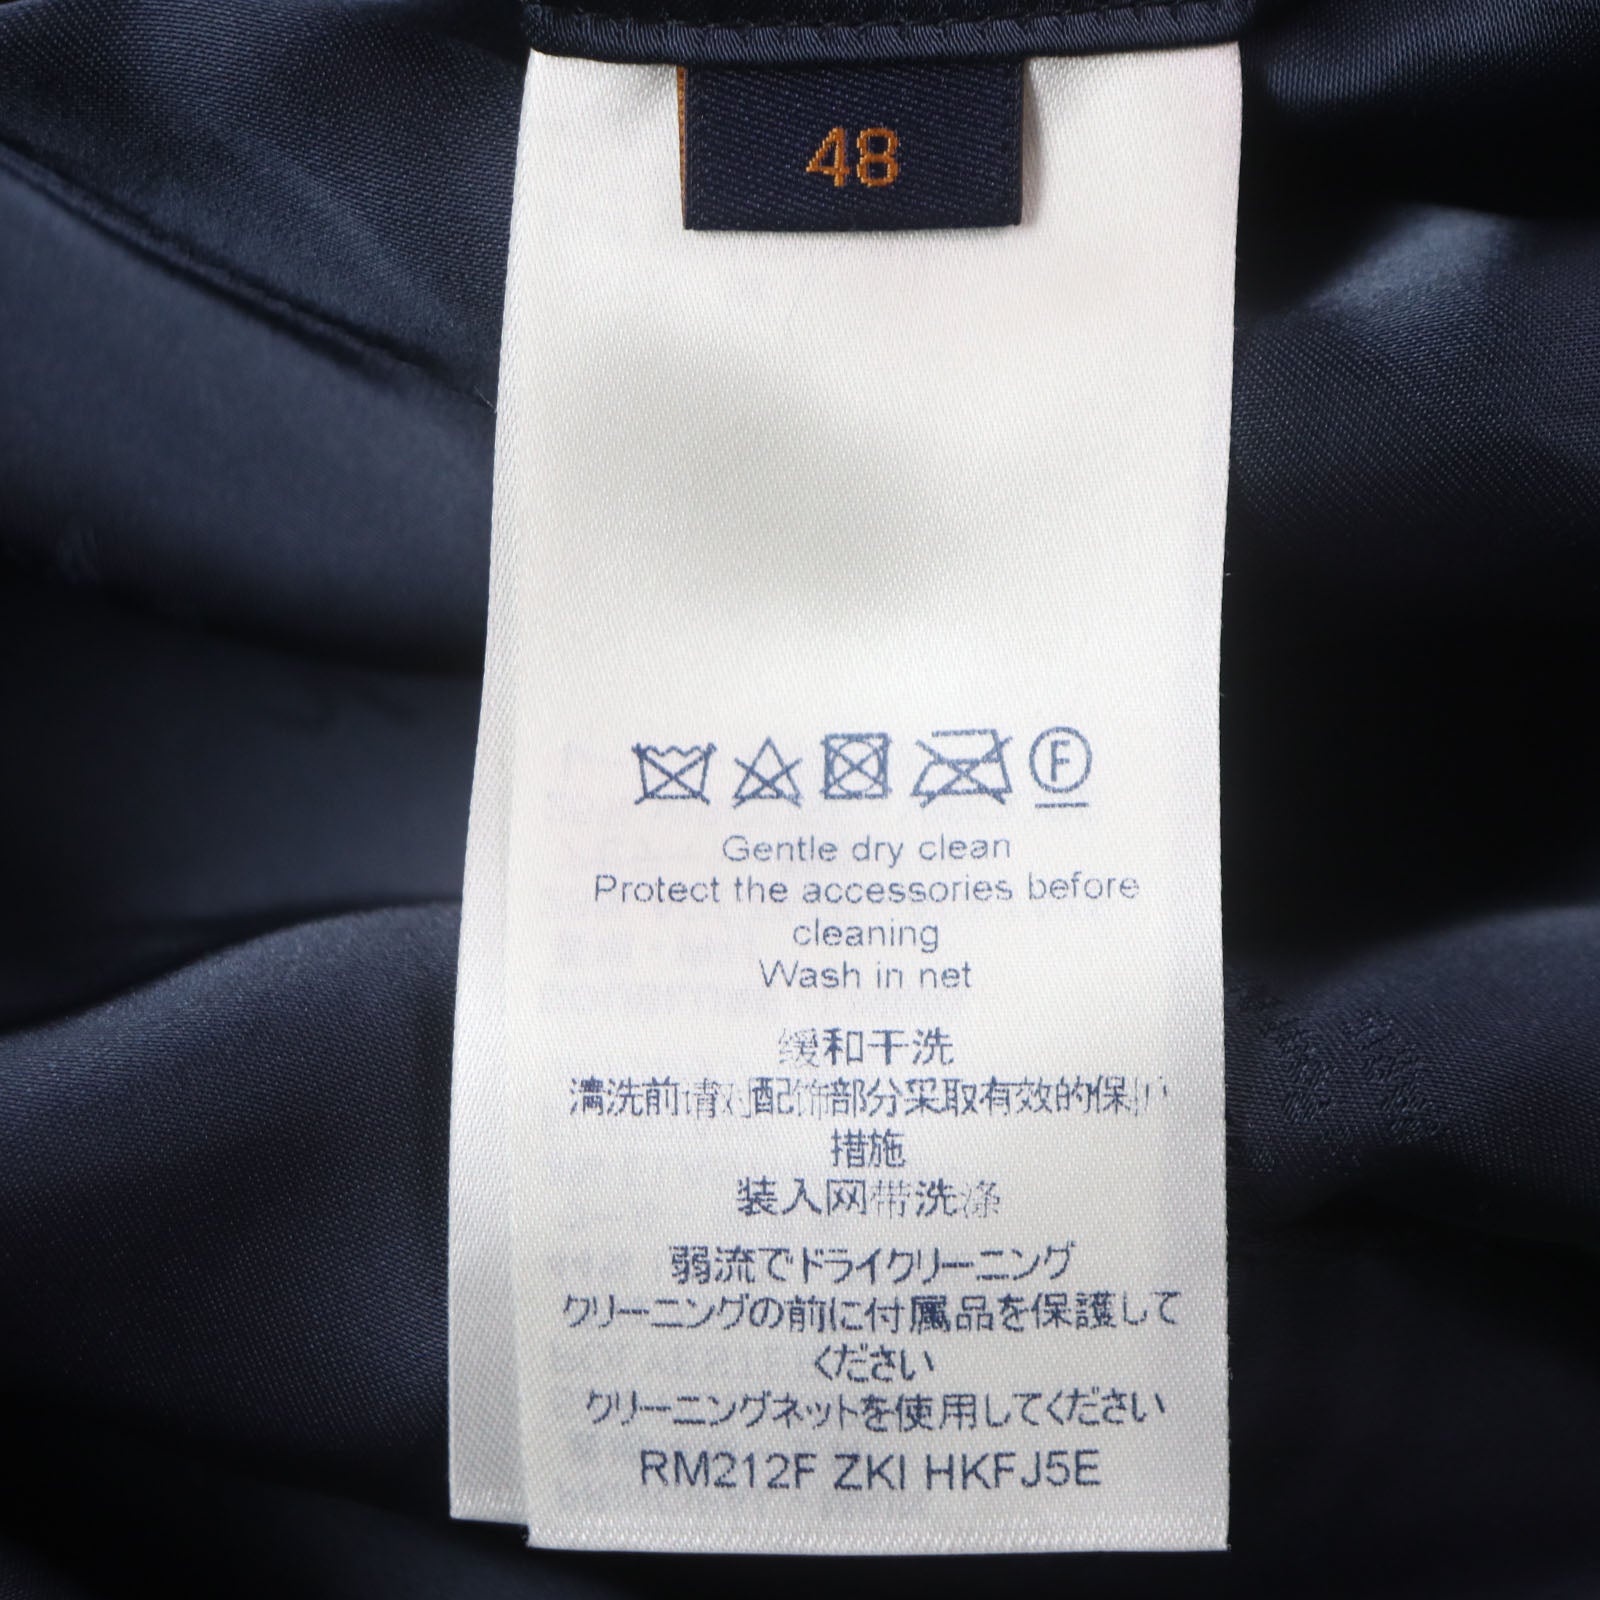 48
F
Gentle dry clean
Protect the accessories before
cleaning
Wash in net
缓和干洗
清洗前请对配饰部分采取有效的保护
措施
装入网带洗涤
弱流でドライクリーニング
クリーニングの前に付属品を保護して
ください
クリーニングネットを使用してください
RM212F ZKI HKFJ5E